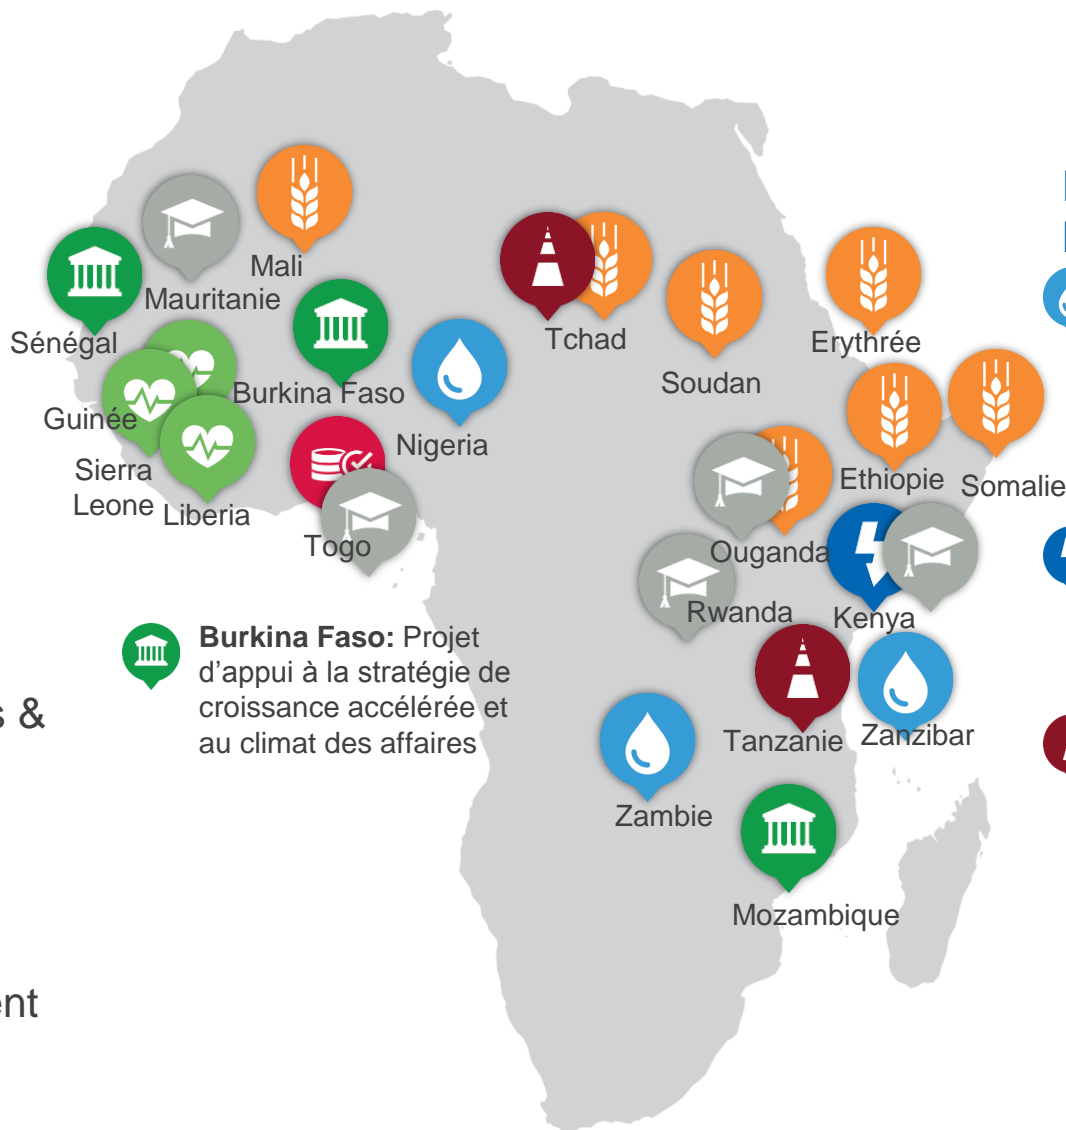 Mali
Mauritanie
Sénégal
Tchad
Erythrée
Soudan
Burkina Faso
Guinée
Nigeria
Sierra
Leone
Liberia
Ethiopie
Somalie
Togo
Ouganda
Rwanda
Kenya
Burkina Faso: Projet
d'appui à la stratégie de
croissance accélérée et
au climat des affaires
s &
Tanzanie
Zanzibar
Zambie
Mozambique
ent